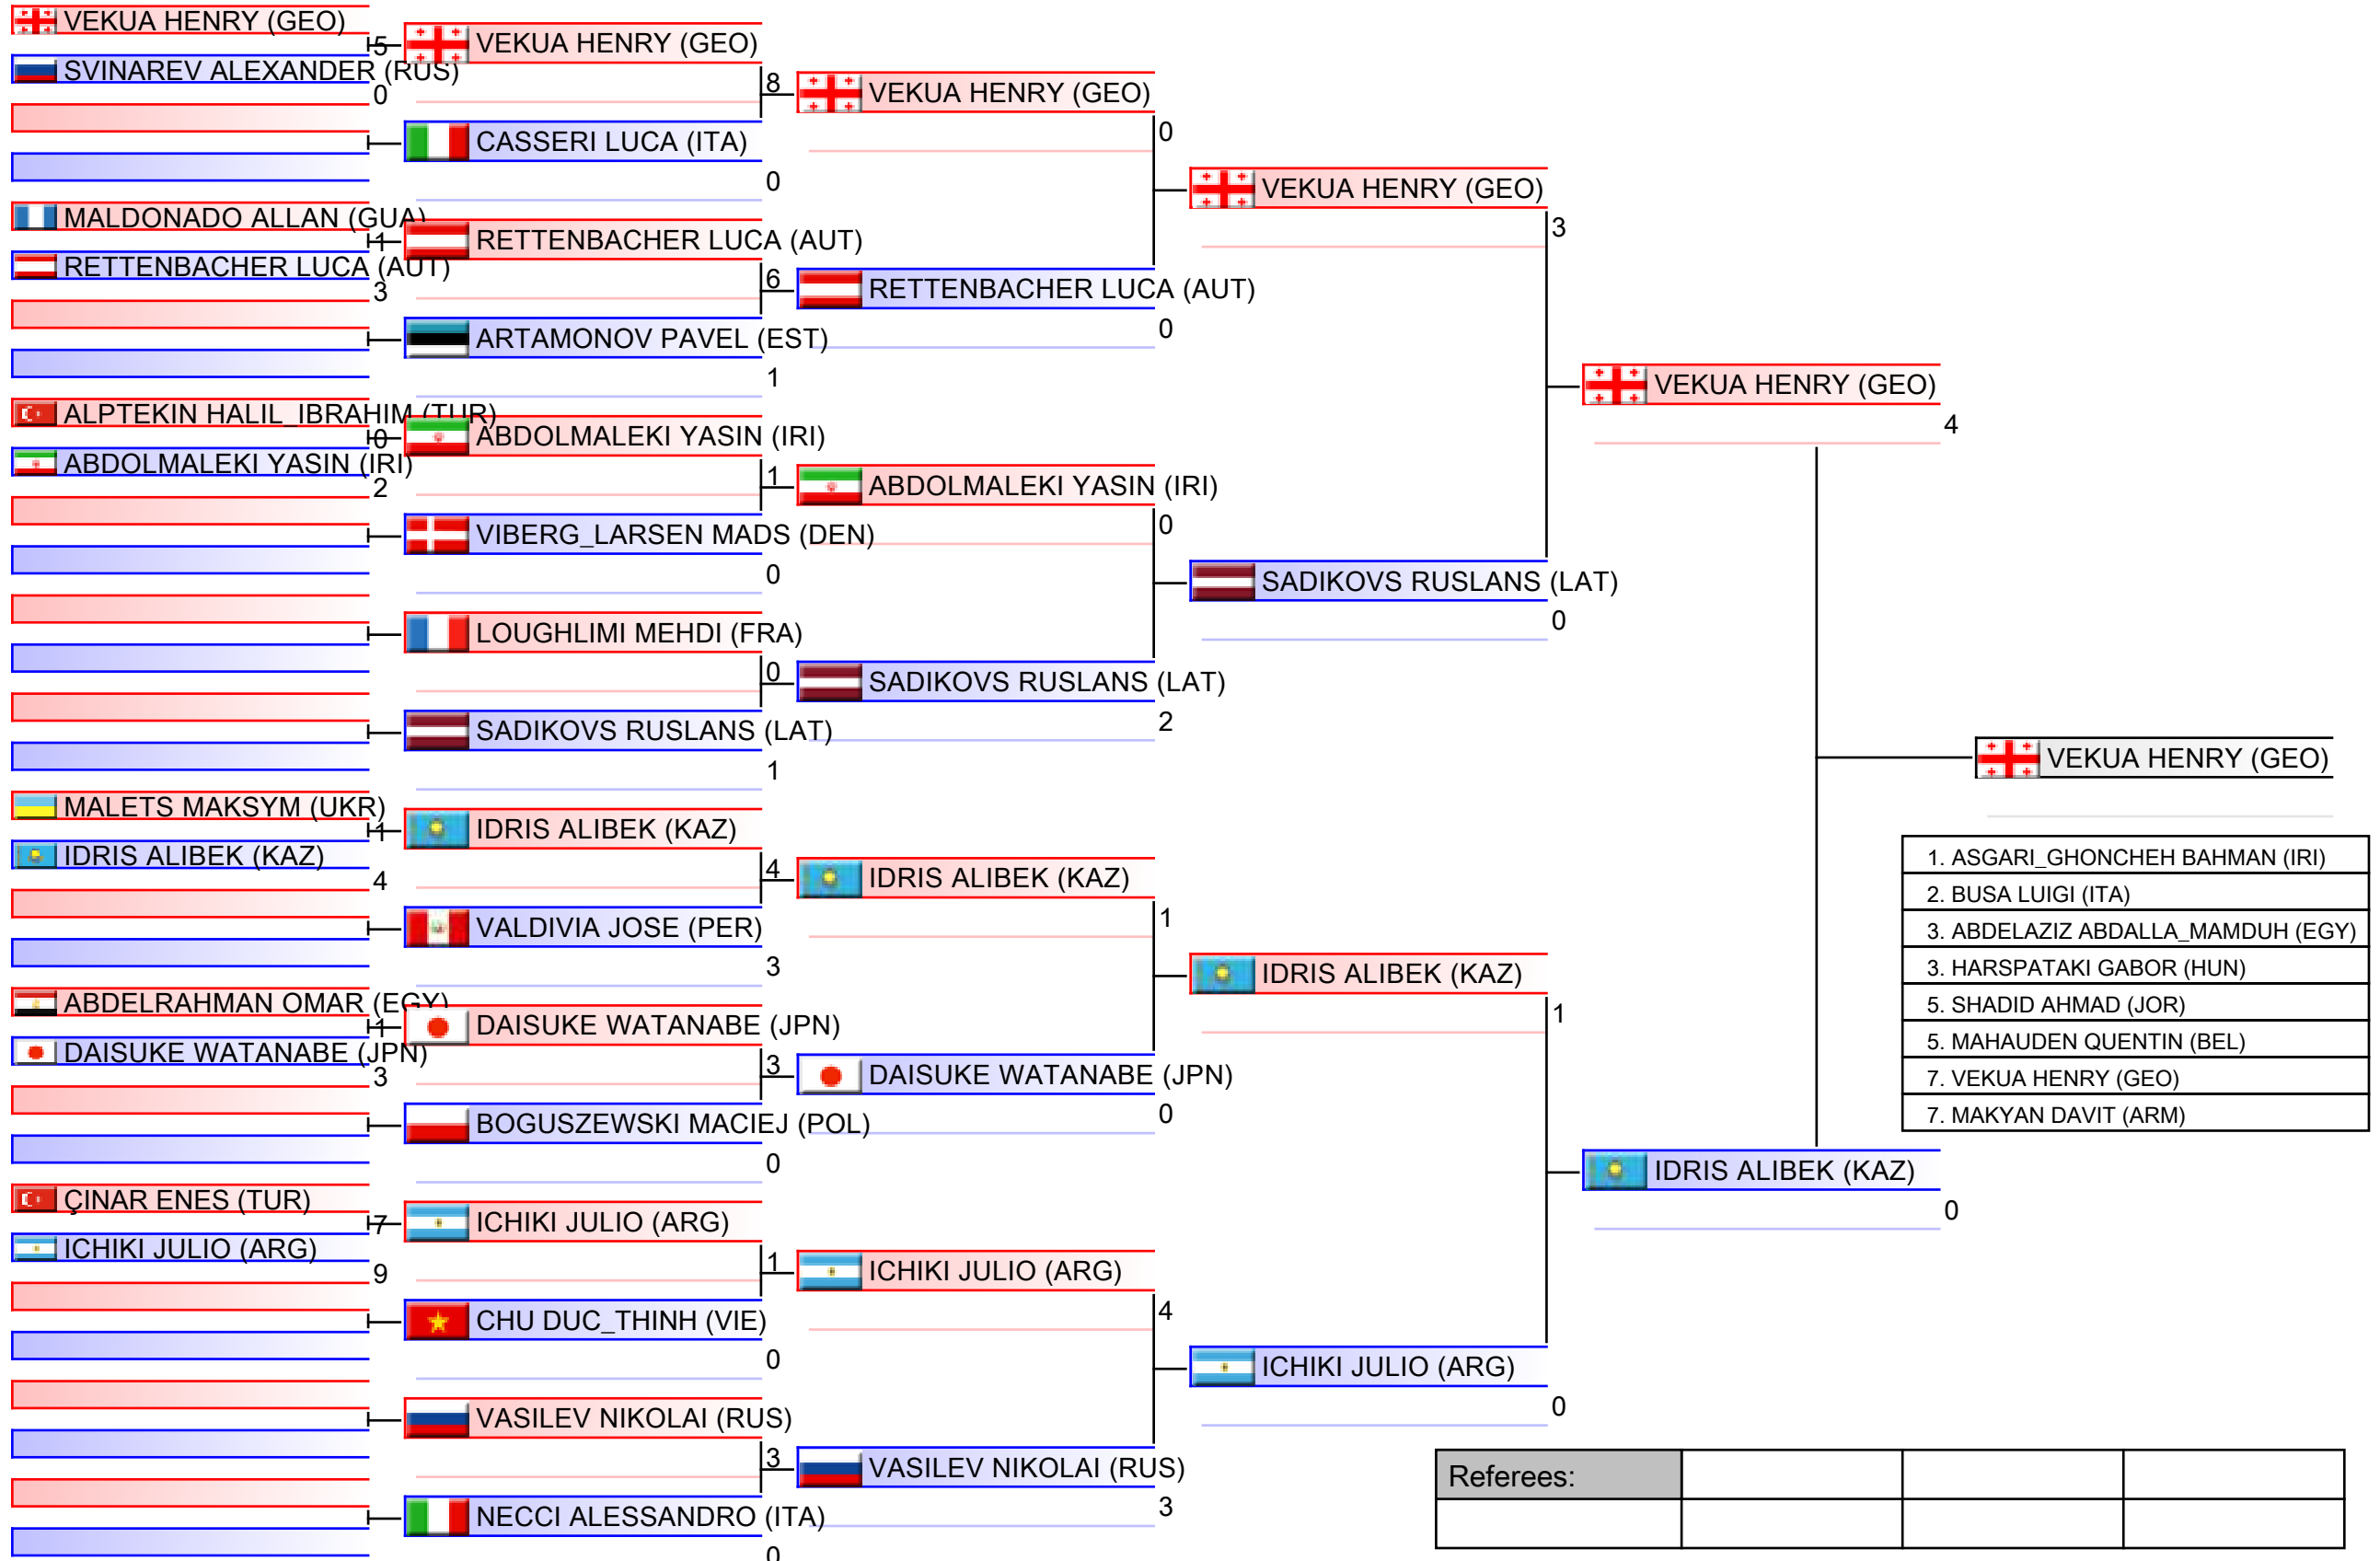 VEKUA HENRY (GEO)
5
SVINAREV ALEXANDER (RUS)
0
MALDONADO ALLAN (GUA)
1
RETTENBACHER LUCA (AUT)
3
ALPTEKIN HALIL_IBRAHIM (TUR)
0
ABDOLMALEKI YASIN (IRI)
2
MALETS MAKSYM (UKR)
1
IDRIS ALIBEK (KAZ)
4
ABDELRAHMAN OMAR (EGY)
1
DAISUKE WATANABE (JPN)
3
ÇINAR ENES (TUR)
7
ICHIKI JULIO (ARG)
9
VEKUA HENRY (GEO)
8
CASSERI LUCA (ITA)
0
RETTENBACHER LUCA (AUT)
6
ARTAMONOV PAVEL (EST)
1
ABDOLMALEKI YASIN (IRI)
1
VIBERG_LARSEN MADS (DEN)
0
LOUGHLIMI MEHDI (FRA)
0
SADIKOVS RUSLANS (LAT)
1
IDRIS ALIBEK (KAZ)
4
VALDIVIA JOSE (PER)
3
DAISUKE WATANABE (JPN)
3
BOGUSZEWSKI MACIEJ (POL)
0
ICHIKI JULIO (ARG)
1
CHU DUC_THINH (VIE)
0
VASILEV NIKOLAI (RUS)
3
NECCI ALESSANDRO (ITA)
0
VEKUA HENRY (GEO)
0
RETTENBACHER LUCA (AUT)
0
ABDOLMALEKI YASIN (IRI)
0
SADIKOVS RUSLANS (LAT)
2
IDRIS ALIBEK (KAZ)
1
DAISUKE WATANABE (JPN)
0
ICHIKI JULIO (ARG)
4
VASILEV NIKOLAI (RUS)
3
VEKUA HENRY (GEO)
3
SADIKOVS RUSLANS (LAT)
0
IDRIS ALIBEK (KAZ)
1
ICHIKI JULIO (ARG)
0
VEKUA HENRY (GEO)
4
IDRIS ALIBEK (KAZ)
0
VEKUA HENRY (GEO)
1. ASGARI_GHONCHEH BAHMAN (IRI)
2. BUSA LUIGI (ITA)
3. ABDELAZIZ ABDALLA_MAMDUH (EGY)
3. HARSPATAKI GABOR (HUN)
5. SHADID AHMAD (JOR)
5. MAHAUDEN QUENTIN (BEL)
7. VEKUA HENRY (GEO)
7. MAKYAN DAVIT (ARM)
Referees: